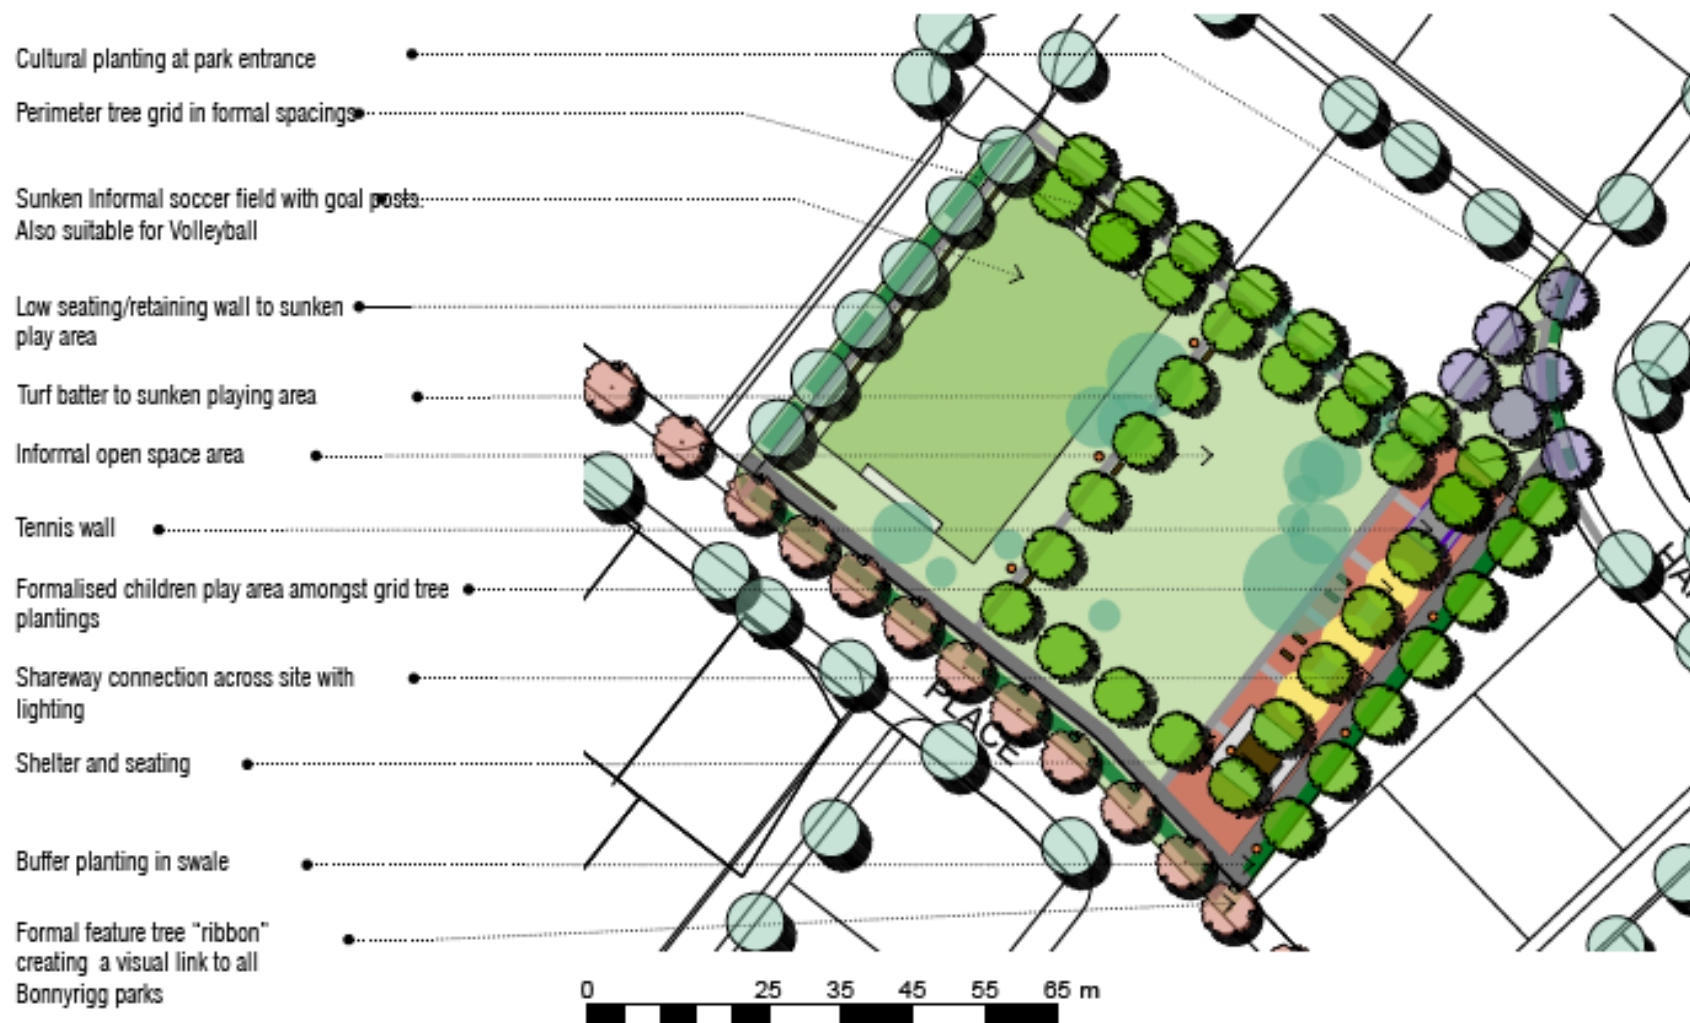 Cultural planting at park entrance
Perimeter tree grid in formal spacings
Sunken Informal soccer field with goal posts.
Also suitable for Volleyball
Low seating/retaining wall to sunken
play area
Turf batter to sunken playing area
Informal open space area
Tennis wall
Formalised children play area amongst grid tree
plantings
Shareway connection across site with
lighting
Shelter and seating
Buffer planting in swale
Formal feature tree "ribbon"
creating a visual link to all
Bonnyrigg parks
PLACE
0 25 35 45 55 65 m